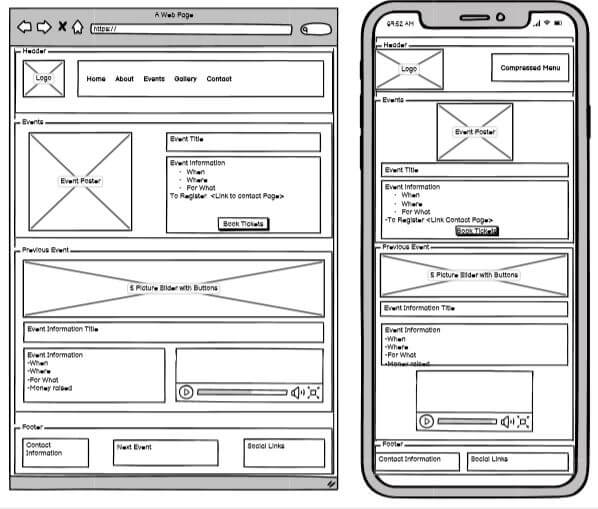 A Web Page
https://
Header
Logo
Home About Events Gallery Contact
Events
Event Poster
Event Title
Event Information
- When
- Where
- For What
To Register <Link to contact Page>
Book Tickets
Previous Event
5 Picture Slider with Buttons
Event Information Title
Event Information
-When
-Where
-For What
-Money raised
Footer
Contact
Information
Next Event
Social Links
09:52 AM
Header
Logo
Compressed Menu
Events
Event Poster
Event Title
Event Information
- When
- Where
- For What
-To Register <Link Contact Page>
Book Tickets
Previous Event
5 Picture Slider with Buttons
Event Information Title
Event Information
-When
-Where
-For What
-Money raised
Footer
Contact Information
Social Links